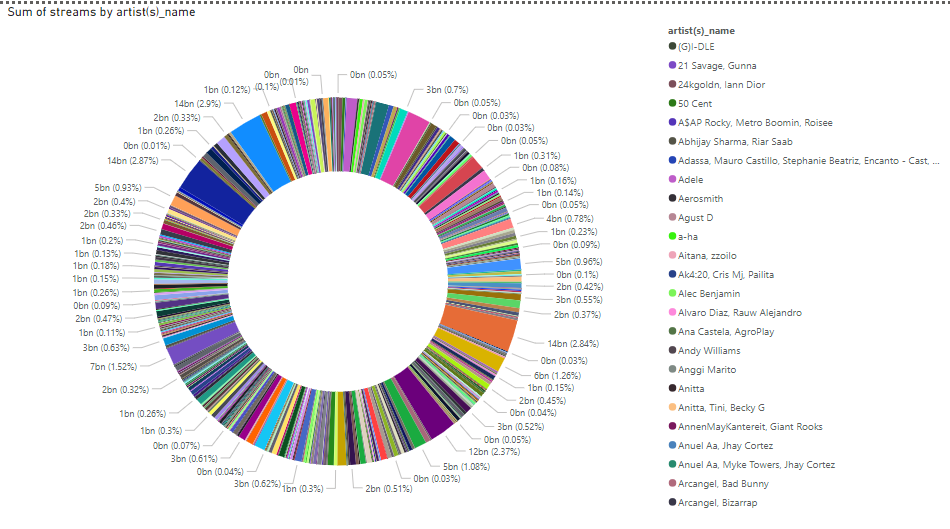 Sum of streams by artist(s)_name
0bn (0.05%)
3bn (0.7%)
0bn (0.05%)
0bn (0.03%)
0bn (0.03%)
0bn (0.05%)
1bn (0.31%)
0bn (0.08%)
1bn (0.16%)
1bn (0.14%)
0bn (0.05%)
4bn (0.78%)
1bn (0.23%)
0bn (0.09%)
5bn (0.96%)
0bn (0.1%)
2bn (0.42%)
3bn (0.55%)
2bn (0.37%)
14bn (2.84%)
0bn (0.03%)
6bn (1.26%)
1bn (0.15%)
2bn (0.45%)
0bn (0.04%)
3bn (0.52%)
0bn (0.05%)
12bn (2.37%)
5bn (1.08%)
0bn (0.03%)
2bn (0.51%)
1bn (0.3%)
3bn (0.62%)
0bn (0.04%)
3bn (0.61%)
0bn (0.07%)
1bn (0.3%)
1bn (0.26%)
2bn (0.32%)
7bn (1.52%)
3bn (0.63%)
1bn (0.11%)
2bn (0.47%)
0bn (0.09%)
1bn (0.26%)
1bn (0.15%)
1bn (0.18%)
1bn (0.13%)
1bn (0.2%)
2bn (0.46%)
2bn (0.33%)
2bn (0.4%)
5bn (0.93%)
14bn (2.87%)
0bn (0.01%)
1bn (0.26%)
2bn (0.33%)
14bn (2.9%)
1bn (0.12%)
0bn
(0.1%)
0bn
(0.01%)
artist(s)_name
(G)I-DLE
21 Savage, Gunna
24kgoldn, Iann Dior
50 Cent
A$AP Rocky, Metro Boomin, Roisee
Abhijay Sharma, Riar Saab
Adassa, Mauro Castillo, Stephanie Beatriz, Encanto - Cast, ...
Adele
Aerosmith
Agust D
a-ha
Aitana, zzoilo
Ak4:20, Cris Mj, Pailita
Alec Benjamin
Alvaro Diaz, Rauw Alejandro
Ana Castela, AgroPlay
Andy Williams
Anggi Marito
Anitta
Anitta, Tini, Becky G
AnnenMayKantereit, Giant Rooks
Anuel Aa, Jhay Cortez
Anuel Aa, Myke Towers, Jhay Cortez
Arcangel, Bad Bunny
Arcangel, Bizarrap